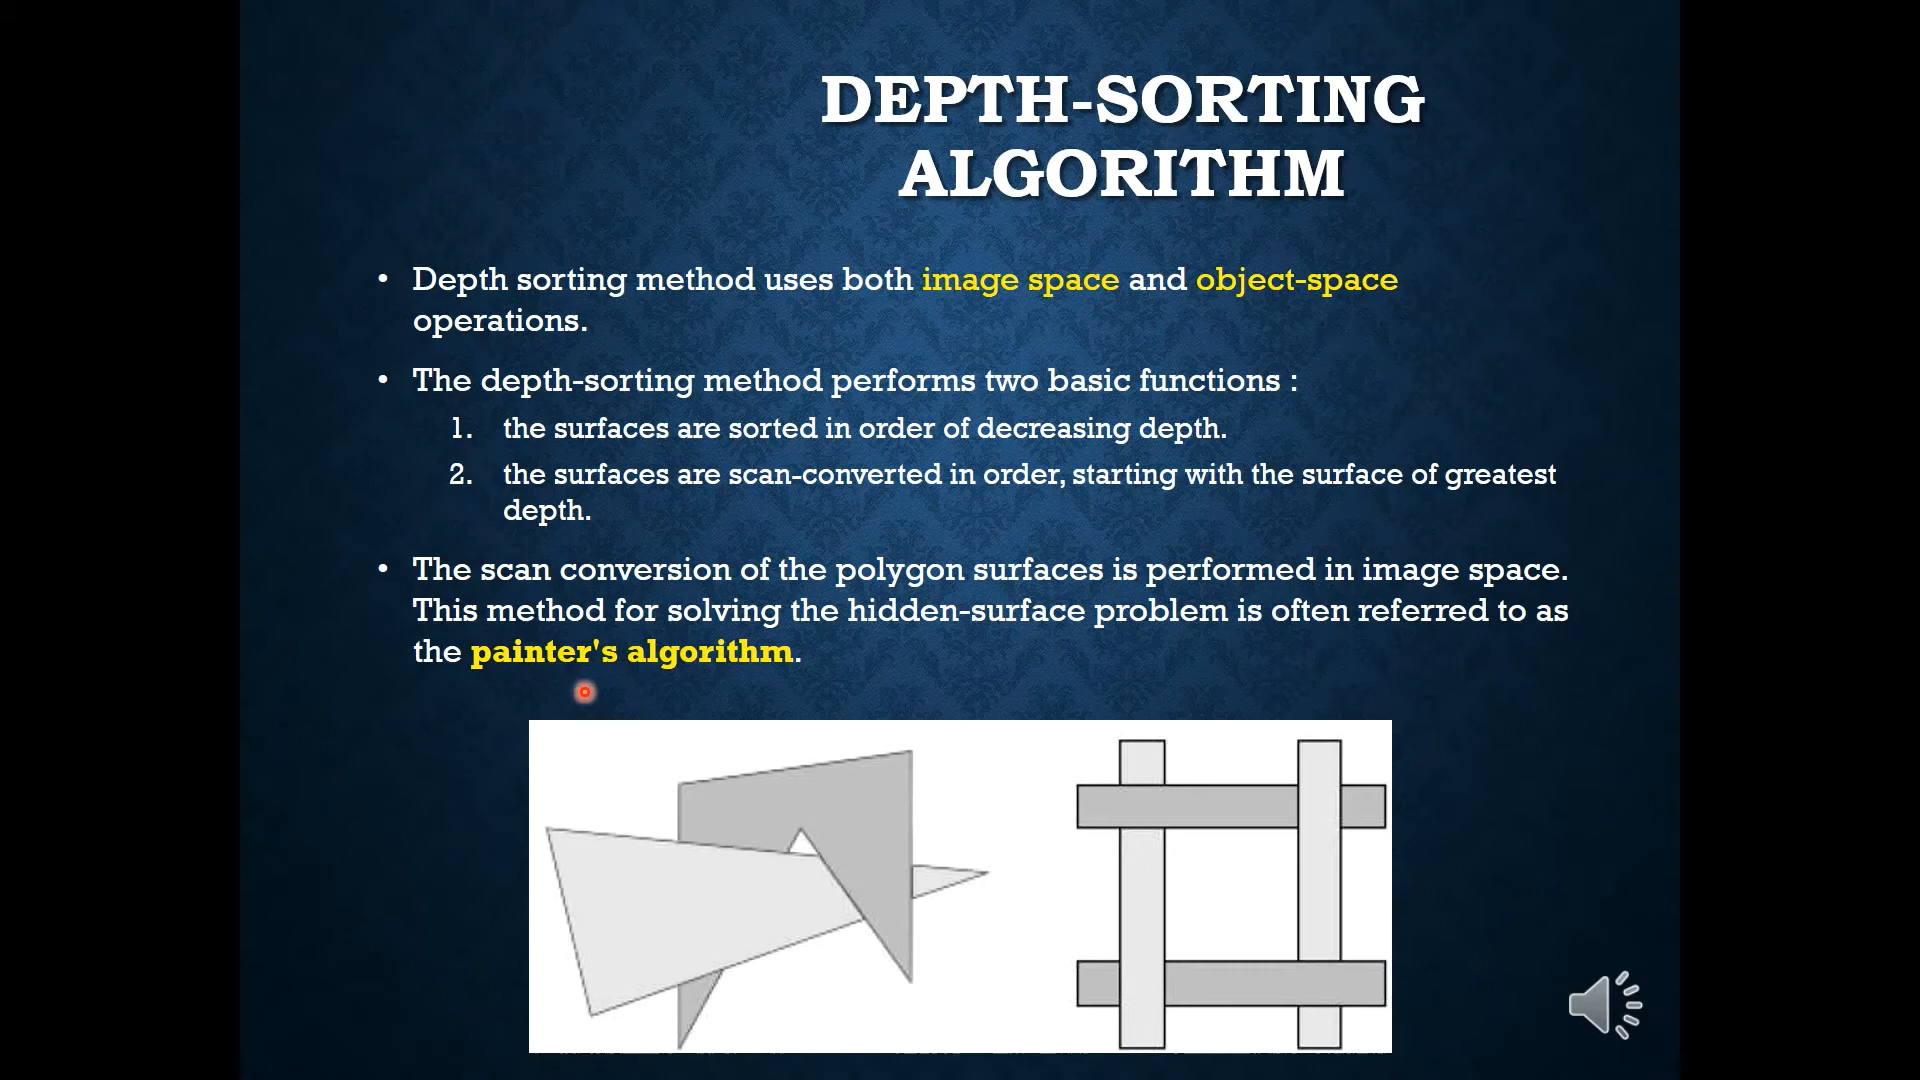 DEPTH-SORTING
ALGORITHM
• Depth sorting method uses both image space and object-space
operations.
• The depth-sorting method performs two basic functions :
1. the surfaces are sorted in order of decreasing depth.
2. the surfaces are scan-converted in order, starting with the surface of greatest
depth.
• The scan conversion of the polygon surfaces is performed in image space.
This method for solving the hidden-surface problem is often referred to as
the painter's algorithm.